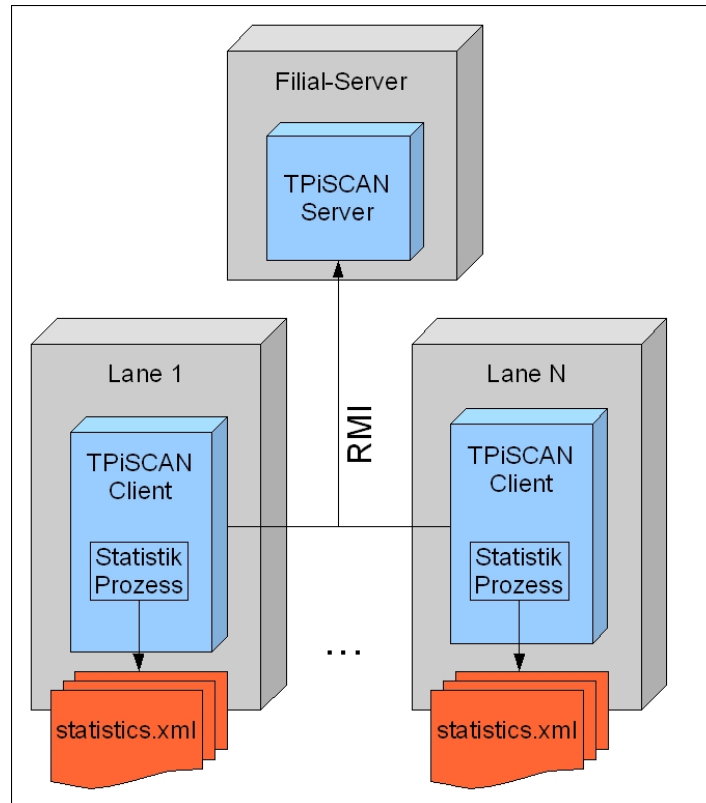 Filial-Server
TPiSCAN
Server
Lane 1
Lane N
RMI
TPiSCAN
Client
TPiSCAN
Client
Statistik
Prozess
Statistik
Prozess
...
statistics.xml
statistics.xml